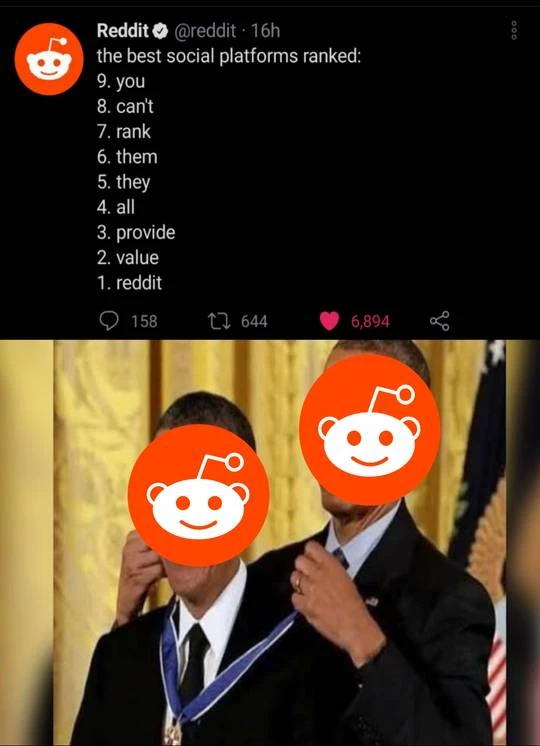 Reddit @reddit · 16h
the best social platforms ranked:
9. you
8. can't
7. rank
6. them
5. they
4. all
3. provide
2. value
1. reddit
158 644 6,894